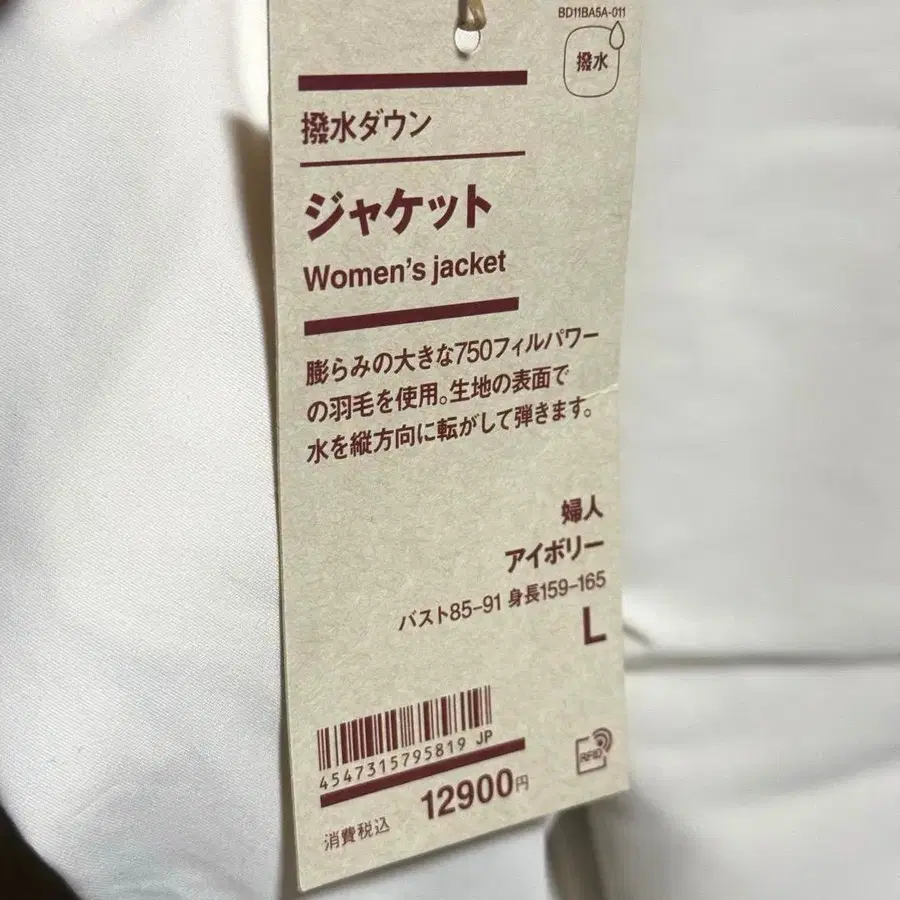 BD11BA5A-011
撥水
撥水ダウン
ジャケット
Women's jacket
膨らみの大きな750フィルパワー
の羽毛を使用。生地の表面で
水を縦方向に転がして弾きます。
婦人
アイボリー
バスト85-91 身長159-165
L
4547315795819 JP
RFID
消費税込 12900円